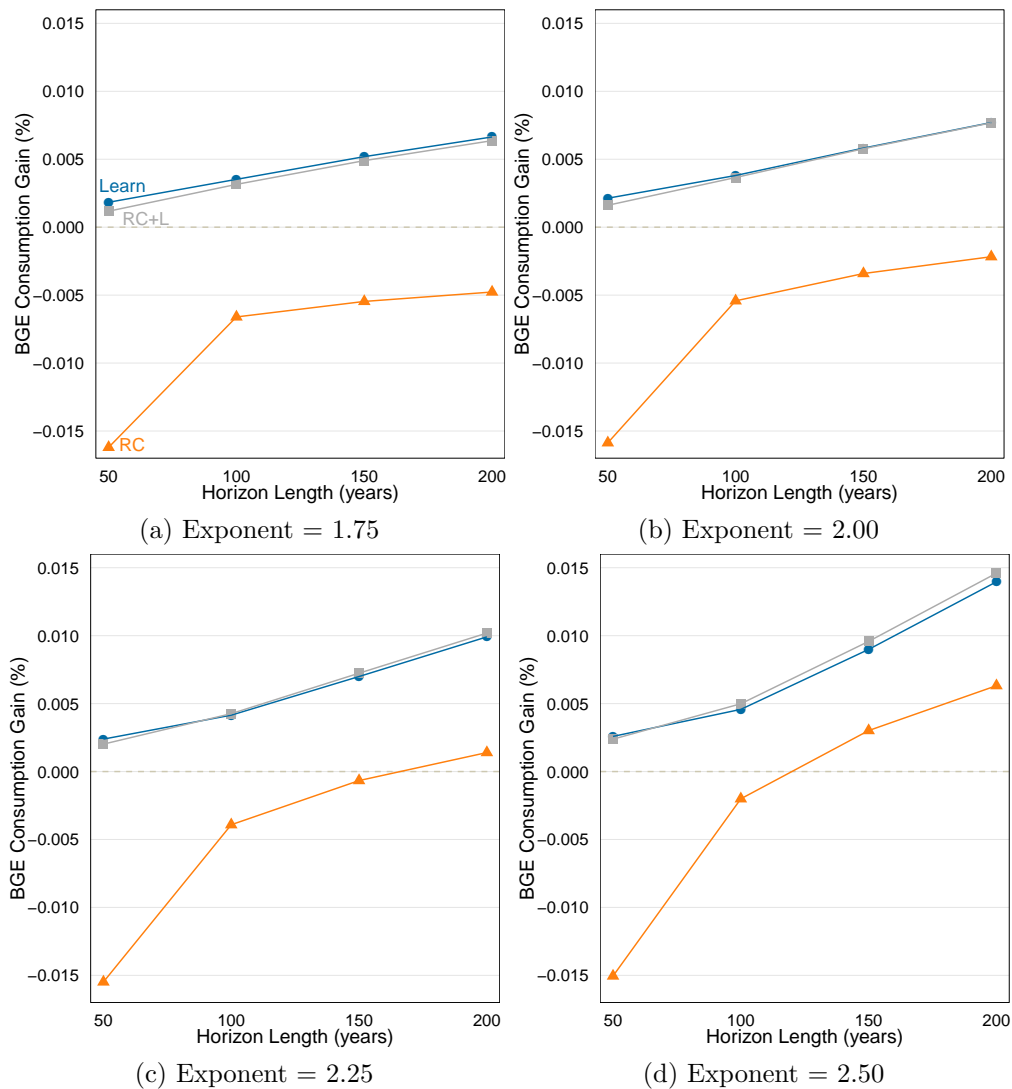 BGE Consumption Gain (%)
0.015
0.010
0.005
0.000
−0.005
−0.010
−0.015
Learn
RC+L
RC
50 100 150 200
Horizon Length (years)
(a) Exponent = 1.75
BGE Consumption Gain (%)
0.015
0.010
0.005
0.000
−0.005
−0.010
−0.015
50 100 150 200
Horizon Length (years)
(b) Exponent = 2.00
BGE Consumption Gain (%)
0.015
0.010
0.005
0.000
−0.005
−0.010
−0.015
50 100 150 200
Horizon Length (years)
(c) Exponent = 2.25
BGE Consumption Gain (%)
0.015
0.010
0.005
0.000
−0.005
−0.010
−0.015
50 100 150 200
Horizon Length (years)
(d) Exponent = 2.50